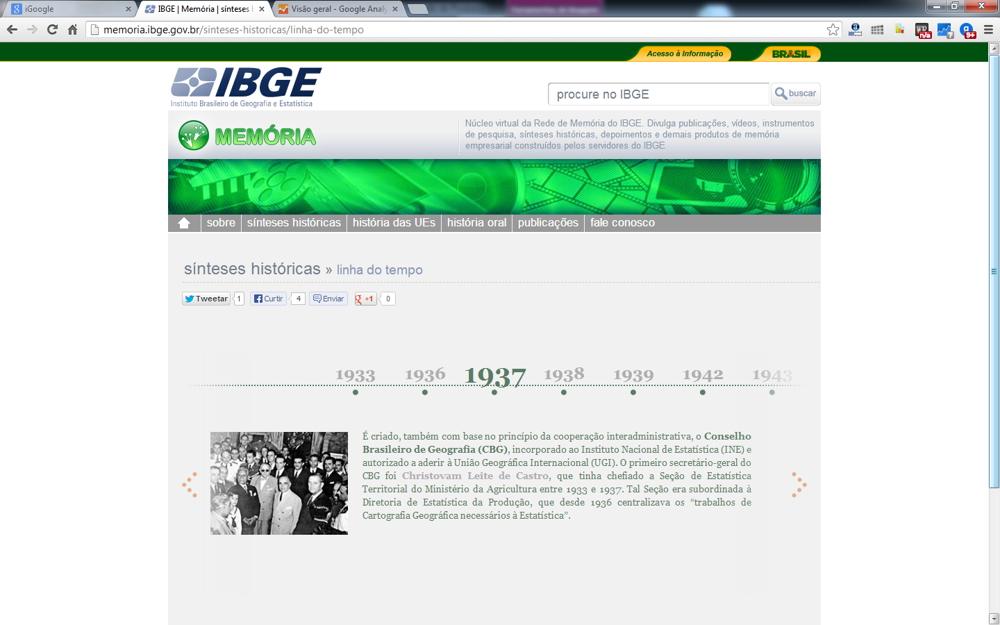 iGoogle
IBGE | Memória | sínteses
Visão geral - Google Analy
memoria.ibge.gov.br/sinteses-historicas/linha-do-tempo
n/a
?
9+
Acesso à Informação
BRASIL
IBGE
Instituto Brasileiro de Geografia e Estatística
procure no IBGE
buscar
MEMÓRIA
Núcleo virtual da Rede de Memória do IBGE. Divulga publicações, vídeos, instrumentos
de pesquisa, sínteses históricas, depoimentos e demais produtos de memória
empresarial construídos pelos servidores do IBGE
sobre
sínteses históricas
história das UEs
história oral
publicações
fale conosco
sínteses históricas » linha do tempo
Tweetar
1
Curtir
4
Enviar
+1
0
1933
1936
1937
1938
1939
1942
1943
É criado, também com base no princípio da cooperação interadministrativa, o Conselho
Brasileiro de Geografia (CBG), incorporado ao Instituto Nacional de Estatística (INE) e
autorizado a aderir à União Geográfica Internacional (UGI). O primeiro secretário-geral do
CBG foi Christovam Leite de Castro, que tinha chefiado a Seção de Estatística
Territorial do Ministério da Agricultura entre 1933 e 1937. Tal Seção era subordinada à
Diretoria de Estatística da Produção, que desde 1936 centralizava os “trabalhos de
Cartografia Geográfica necessários à Estatística”.